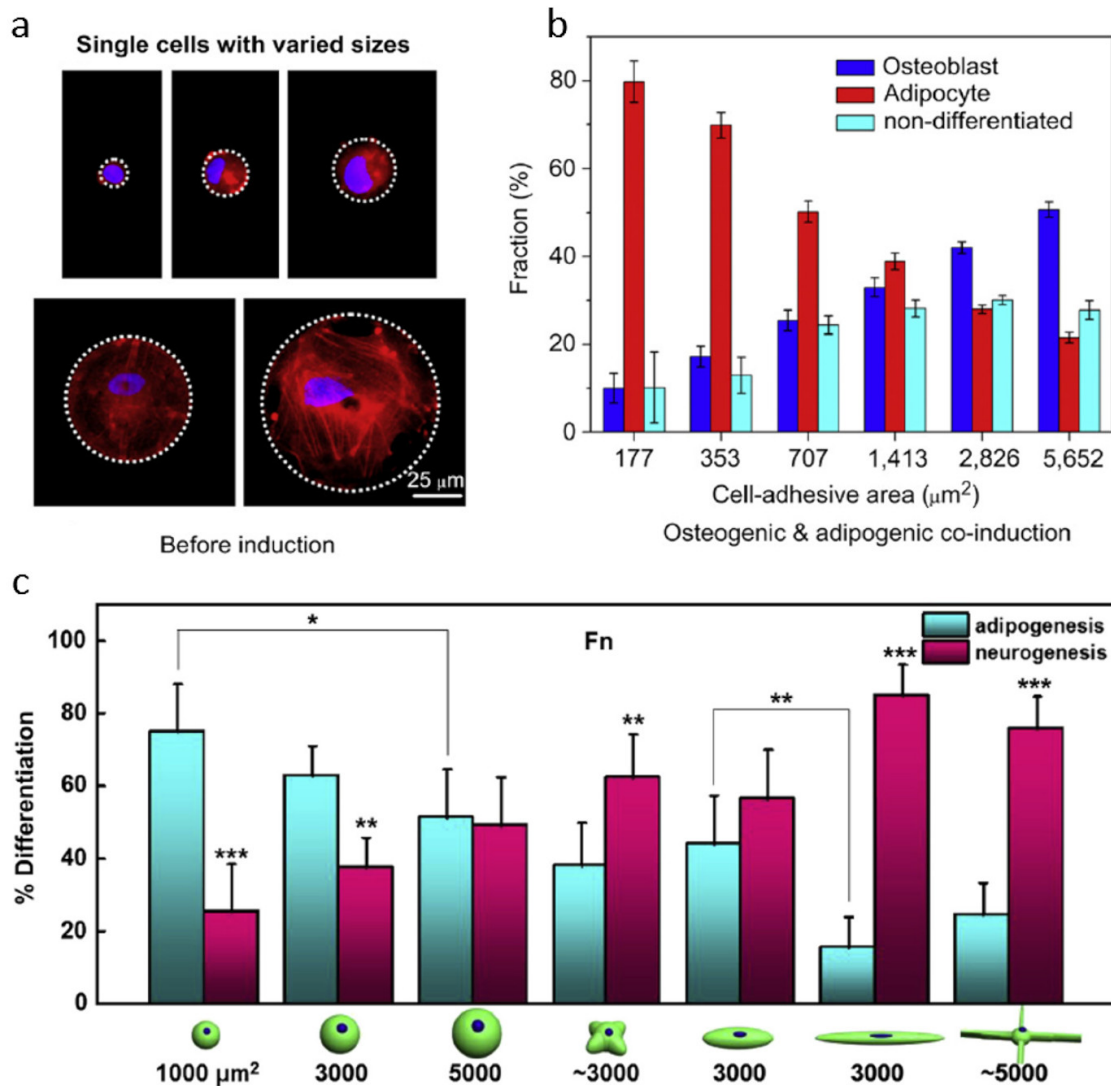 a
Single cells with varied sizes
25 μm
Before induction
b
Osteoblast
Adipocyte
non-differentiated
Fraction (%)
80
60
40
20
0
177 353 707 1,413 2,826 5,652
Cell-adhesive area (μm²)
Osteogenic & adipogenic co-induction
c
Fn
adipogenesis
neurogenesis
% Differentiation
100
80
60
40
20
0
*
**
***
**
***
***
**
1000 μm² 3000 5000 ~3000 3000 3000 ~5000